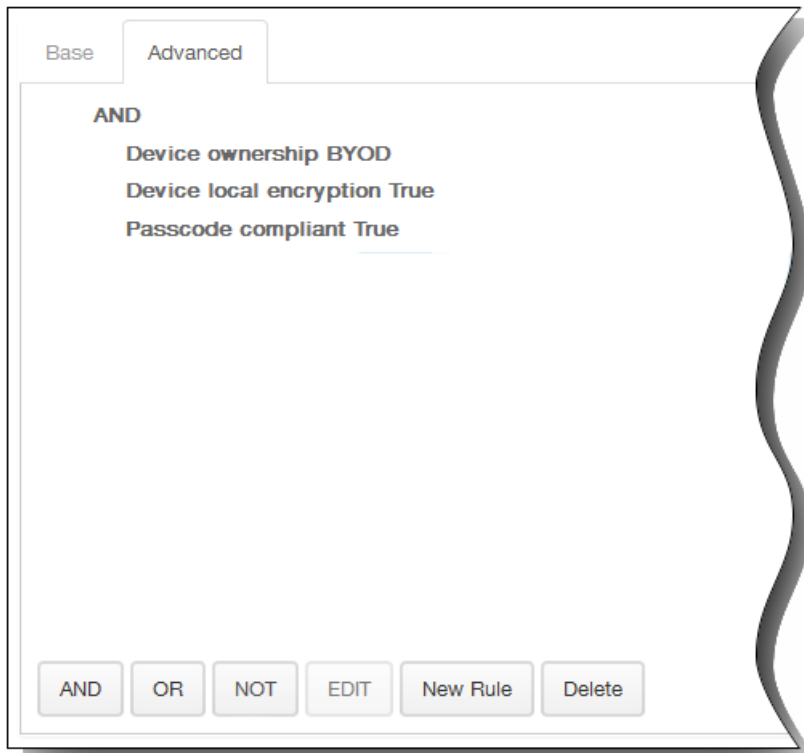 Base Advanced
AND
Device ownership BYOD
Device local encryption True
Passcode compliant True
AND OR NOT EDIT New Rule Delete